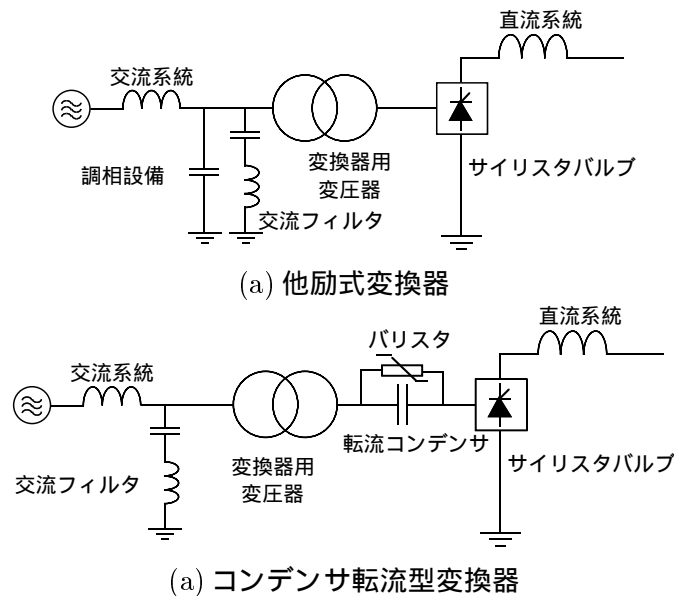 直流系統
交流系統
調相設備
変換器用
変圧器
サイリスタバルブ
交流フィルタ
(a) 他励式変換器
直流系統
バリスタ
交流系統
転流コンデンサ
変換器用
変圧器
サイリスタバルブ
交流フィルタ
(a) コンデンサ転流型変換器